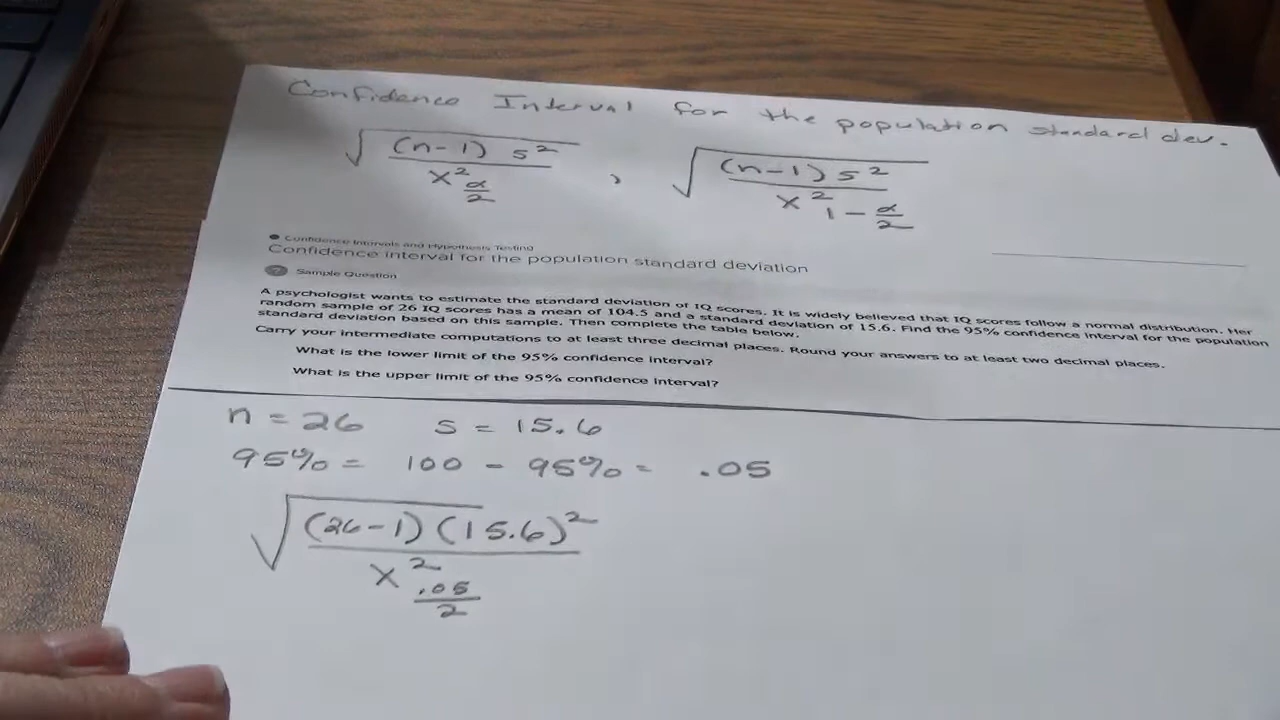 Confidence Interval for the population standard dev.
√((n-1) s² / x² α/2) , √((n-1) s² / x² 1 - α/2)
● Confidence Intervals and Hypothesis Testing
Confidence interval for the population standard deviation
? Sample Question
A psychologist wants to estimate the standard deviation of IQ scores. It is widely believed that IQ scores follow a normal distribution. Her
random sample of 26 IQ scores has a mean of 104.5 and a standard deviation of 15.6. Find the 95% confidence interval for the population
standard deviation based on this sample. Then complete the table below.
Carry your intermediate computations to at least three decimal places. Round your answers to at least two decimal places.
What is the lower limit of the 95% confidence interval?
What is the upper limit of the 95% confidence interval?
n = 26 s = 15.6
95% = 100 - 95% = .05
√((26-1)(15.6)² / x² .05/2)